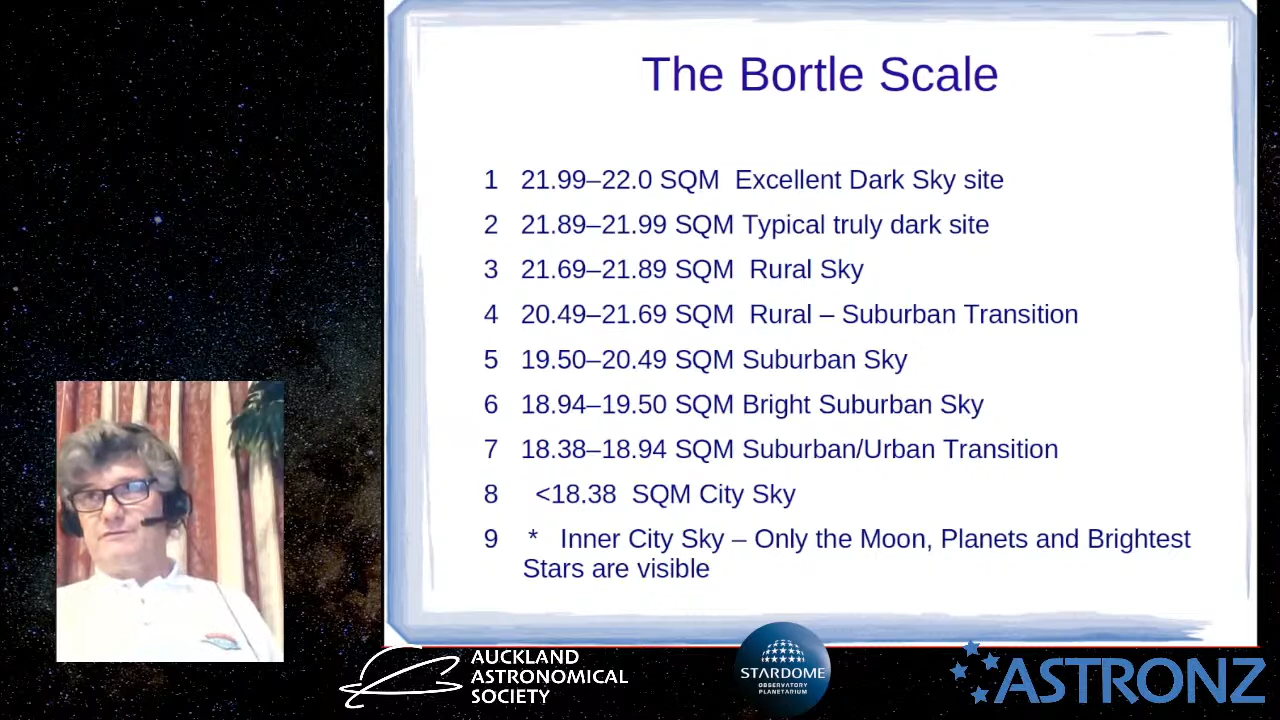 The Bortle Scale
1 21.99–22.0 SQM Excellent Dark Sky site
2 21.89–21.99 SQM Typical truly dark site
3 21.69–21.89 SQM Rural Sky
4 20.49–21.69 SQM Rural – Suburban Transition
5 19.50–20.49 SQM Suburban Sky
6 18.94–19.50 SQM Bright Suburban Sky
7 18.38–18.94 SQM Suburban/Urban Transition
8 <18.38 SQM City Sky
9 * Inner City Sky – Only the Moon, Planets and Brightest
Stars are visible
AUCKLAND
ASTRONOMICAL
SOCIETY
STARDOME
OBSERVATORY
PLANETARIUM
ASTRONZ